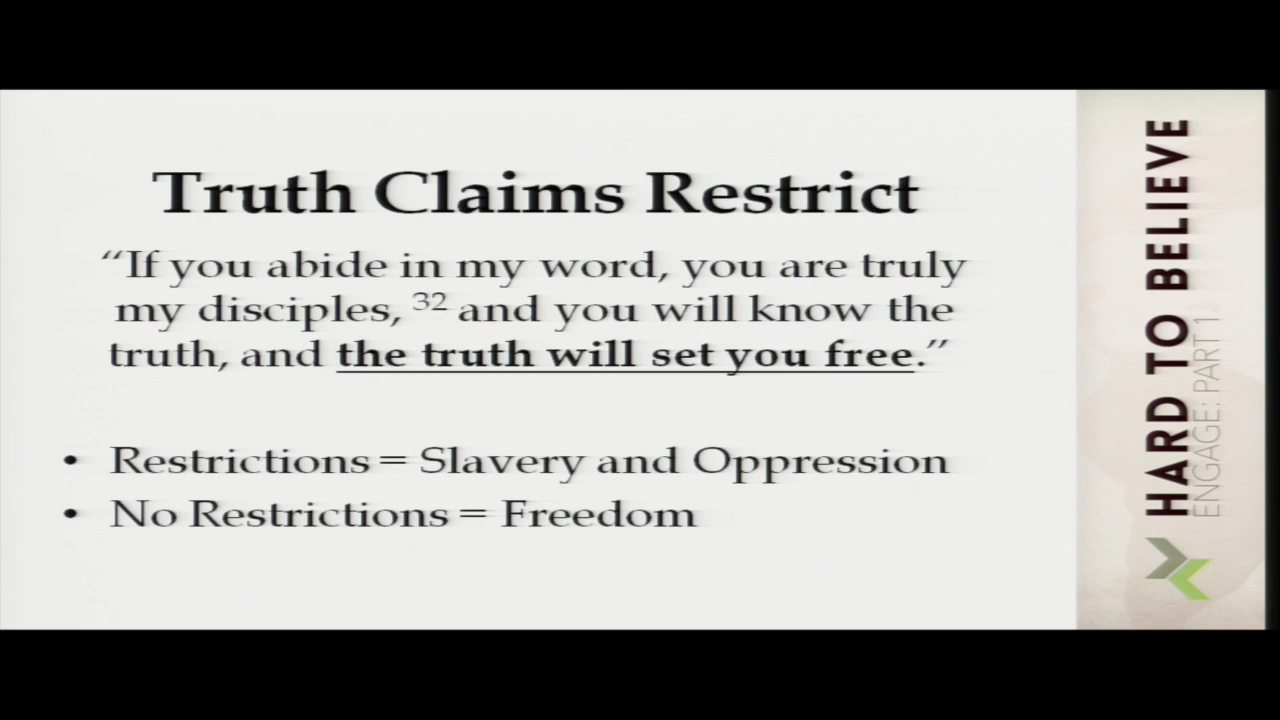 Truth Claims Restrict
“If you abide in my word, you are truly
my disciples, 32 and you will know the
truth, and the truth will set you free.”
• Restrictions = Slavery and Oppression
• No Restrictions = Freedom
HARD TO BELIEVE
ENGAGE: PART 1